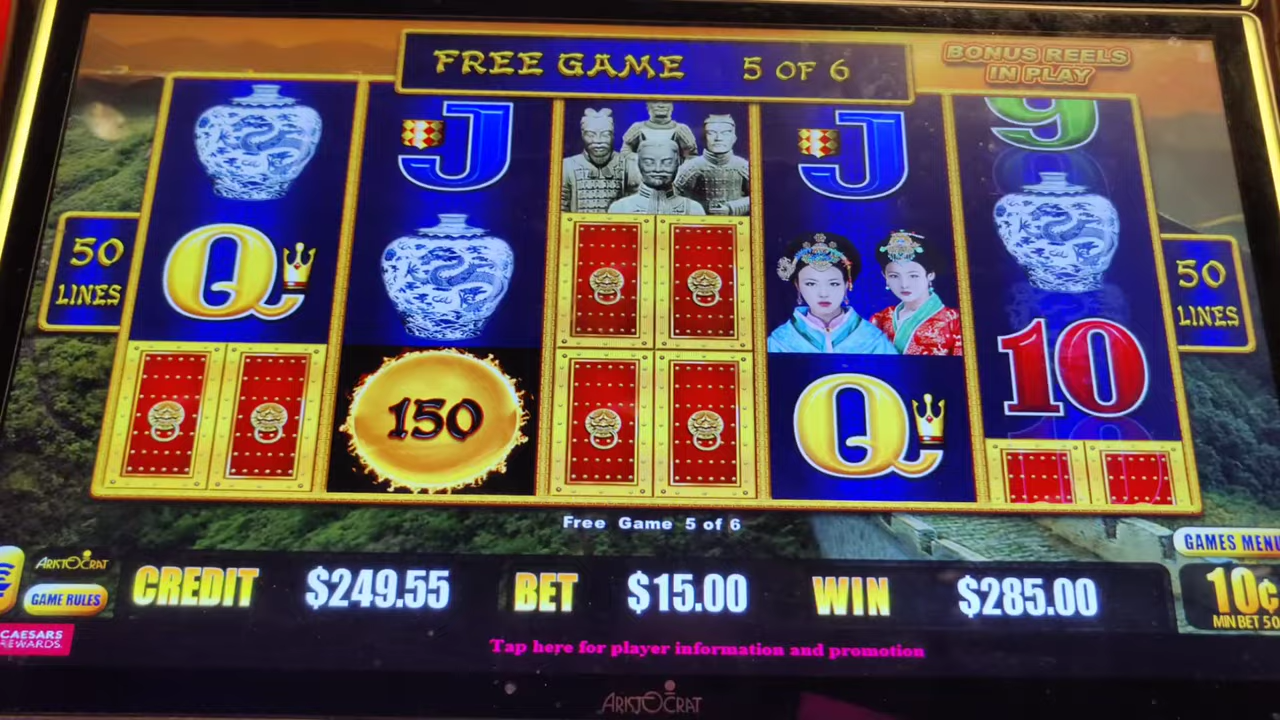 FREE GAME 5 OF 6
BONUS REELS
IN PLAY
9
J
J
50
LINES
Q
50
LINES
10
150
Q
Free Game 5 of 6
GAMES MENU
ARISTOCRAT
GAME RULES
CREDIT $249.55 BET $15.00 WIN $285.00
10¢
MIN BET 50
CAESARS
REWARDS
Tap here for player information and promotion
ARISTOCRAT